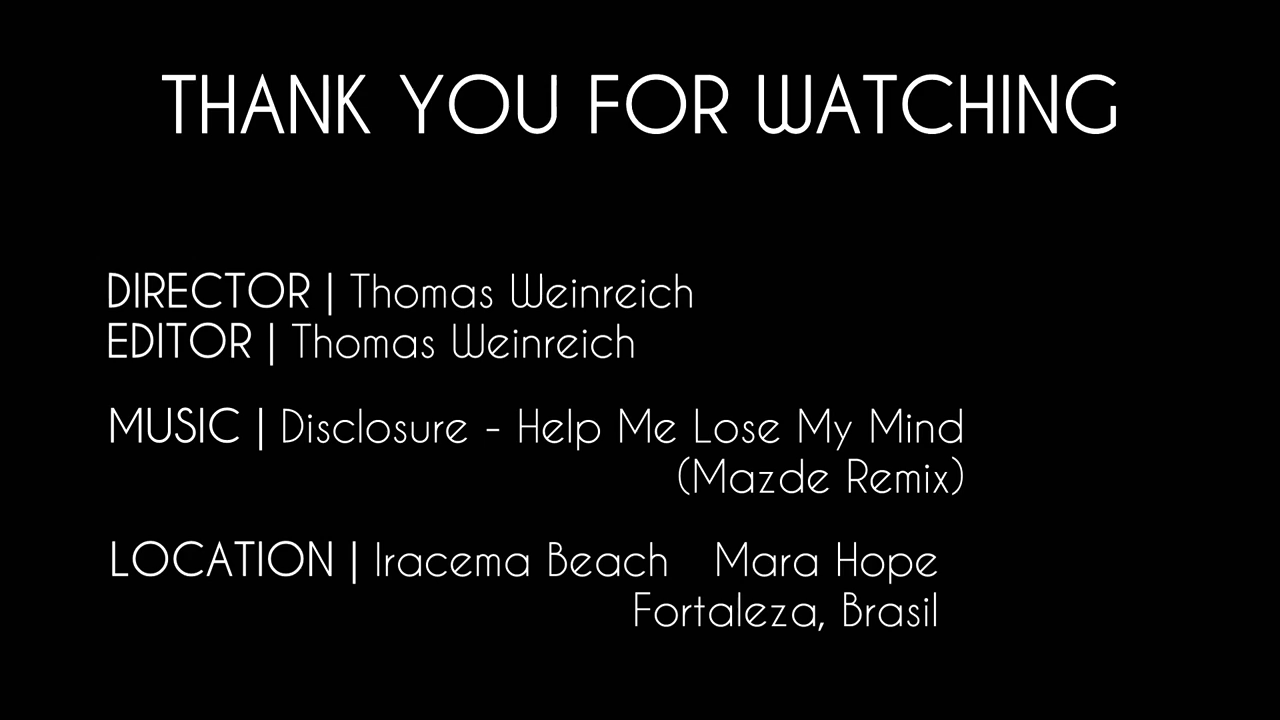 THANK YOU FOR WATCHING
DIRECTOR | Thomas Weinreich
EDITOR | Thomas Weinreich
MUSIC | Disclosure - Help Me Lose My Mind
(Mazde Remix)
LOCATION | Iracema Beach Mara Hope
Fortaleza, Brasil